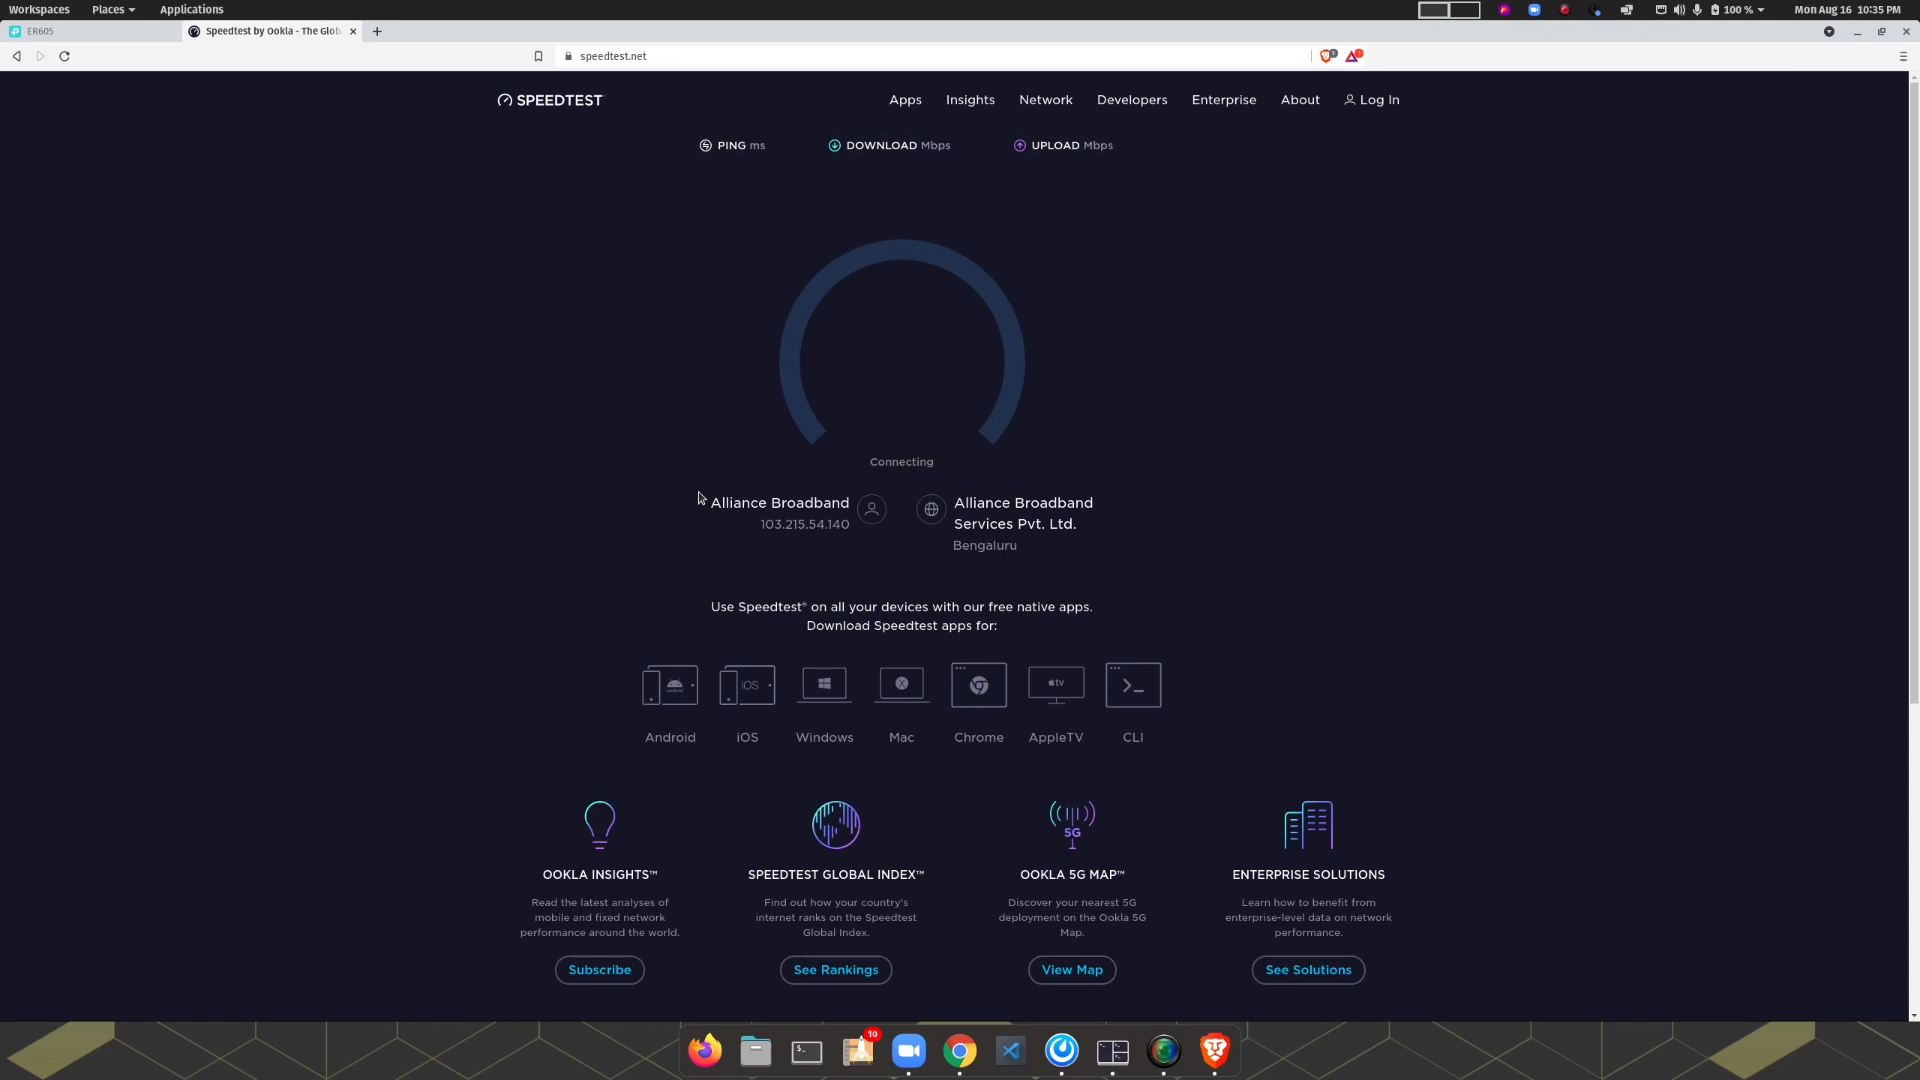 Workspaces Places Applications 100 % Mon Aug 16 10:35 PM
ER605 Speedtest by Ookla - The Glob
speedtest.net
SPEEDTEST Apps Insights Network Developers Enterprise About Log In
PING ms DOWNLOAD Mbps UPLOAD Mbps
Connecting
Alliance Broadband
103.215.54.140
Alliance Broadband
Services Pvt. Ltd.
Bengaluru
Use Speedtest® on all your devices with our free native apps.
Download Speedtest apps for:
android iOS tv
Android iOS Windows Mac Chrome AppleTV CLI
5G
OOKLA INSIGHTS™
Read the latest analyses of
mobile and fixed network
performance around the world.
Subscribe
SPEEDTEST GLOBAL INDEX™
Find out how your country's
internet ranks on the Speedtest
Global Index.
See Rankings
OOKLA 5G MAP™
Discover your nearest 5G
deployment on the Ookla 5G
Map.
View Map
ENTERPRISE SOLUTIONS
Learn how to benefit from
enterprise-level data on network
performance.
See Solutions
10